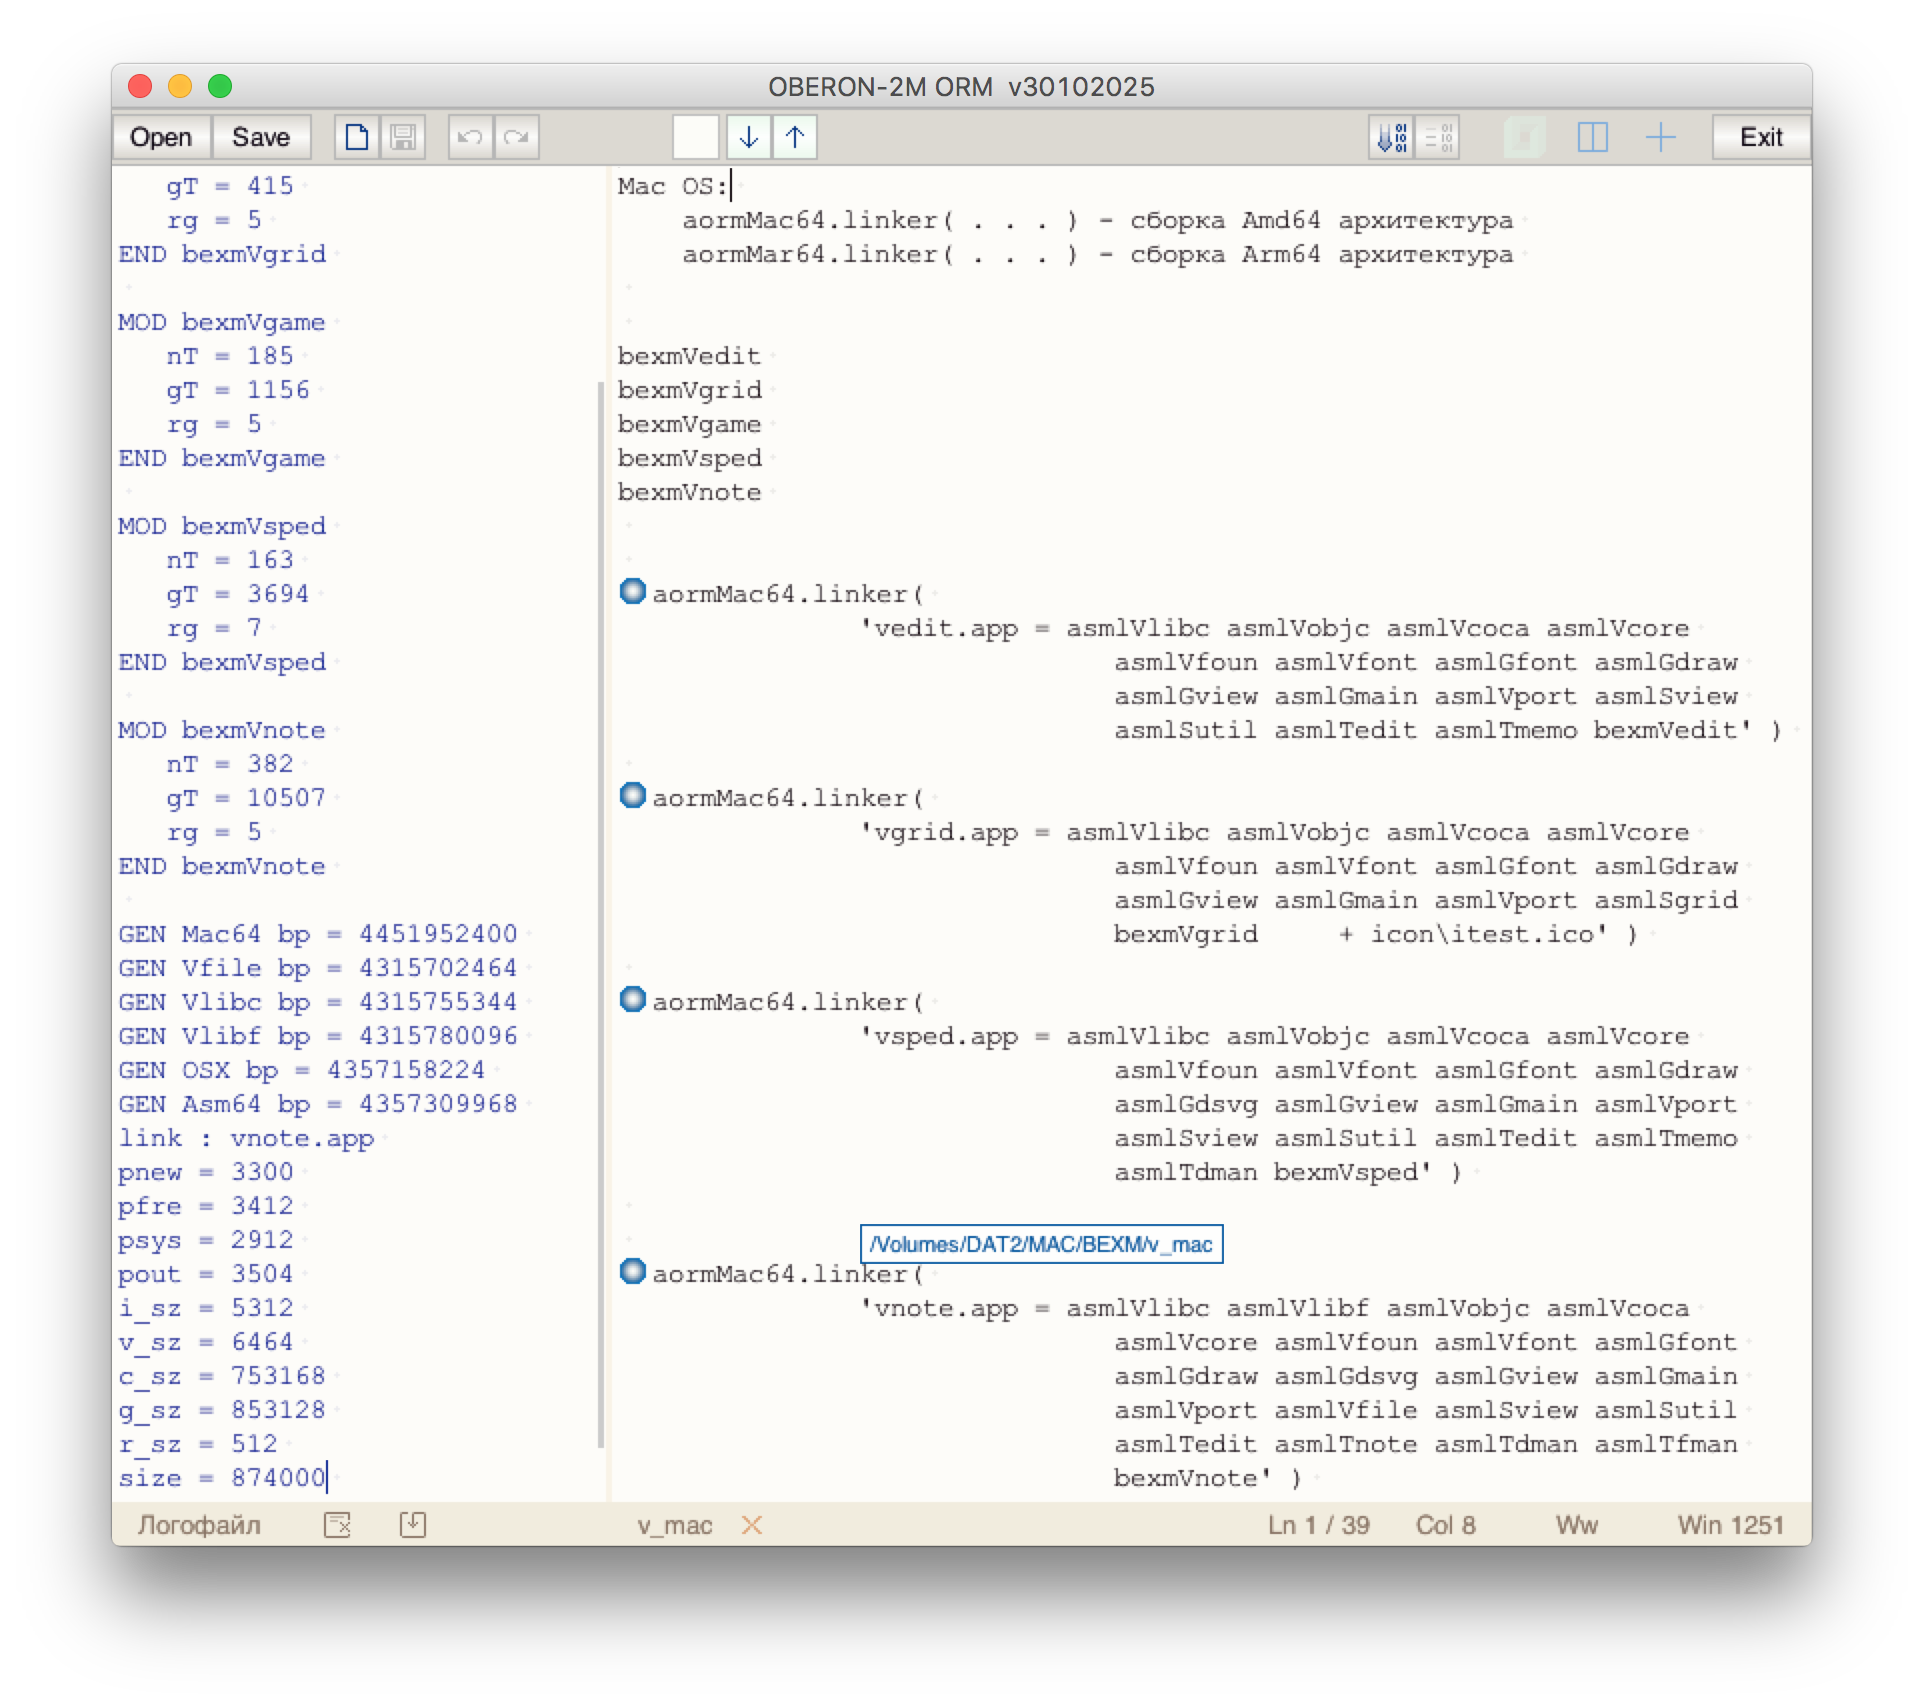 OBERON-2M ORM  v30102025
Open Save Exit
gT = 415
rg = 5
END bexmVgrid
MOD bexmVgame
nT = 185
gT = 1156
rg = 5
END bexmVgame
MOD bexmVsped
nT = 163
gT = 3694
rg = 7
END bexmVsped
MOD bexmVnote
nT = 382
gT = 10507
rg = 5
END bexmVnote
GEN Mac64 bp = 4451952400
GEN Vfile bp = 4315702464
GEN Vlibc bp = 4315755344
GEN Vlibf bp = 4315780096
GEN OSX bp = 4357158224
GEN Asm64 bp = 4357309968
link : vnote.app
pnew = 3300
pfre = 3412
psys = 2912
pout = 3504
i_sz = 5312
v_sz = 6464
c_sz = 753168
g_sz = 853128
r_sz = 512
size = 874000
Mac OS:
aormMac64.linker( . . . ) - сборка Amd64 архитектура
aormMar64.linker( . . . ) - сборка Arm64 архитектура
bexmVedit
bexmVgrid
bexmVgame
bexmVsped
bexmVnote
aormMac64.linker(
'vedit.app = asmlVlibc asmlVobjc asmlVcoca asmlVcore
asmlVfoun asmlVfont asmlGfont asmlGdraw
asmlGview asmlGmain asmlVport asmlSview
asmlSutil asmlTedit asmlTmemo bexmVedit' )
aormMac64.linker(
'vgrid.app = asmlVlibc asmlVobjc asmlVcoca asmlVcore
asmlVfoun asmlVfont asmlGfont asmlGdraw
asmlGview asmlGmain asmlVport asmlSgrid
bexmVgrid     + icon\itest.ico' )
aormMac64.linker(
'vsped.app = asmlVlibc asmlVobjc asmlVcoca asmlVcore
asmlVfoun asmlVfont asmlGfont asmlGdraw
asmlGdsvg asmlGview asmlGmain asmlVport
asmlSview asmlSutil asmlTedit asmlTmemo
asmlTdman bexmVsped' )
/Volumes/DAT2/MAC/BEXM/v_mac
aormMac64.linker(
'vnote.app = asmlVlibc asmlVlibf asmlVobjc asmlVcoca
asmlVcore asmlVfoun asmlVfont asmlGfont
asmlGdraw asmlGdsvg asmlGview asmlGmain
asmlVport asmlVfile asmlSview asmlSutil
asmlTedit asmlTnote asmlTdman asmlTfman
bexmVnote' )
Логофайл v_mac Ln 1 / 39 Col 8 Ww Win 1251